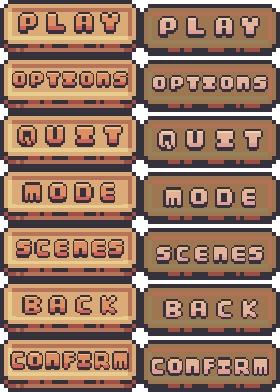 PLAY PLAY
OPTIONS OPTIONS
QUIT QUIT
MODE MODE
SCENES SCENES
BACK BACK
CONFIRM CONFIRM